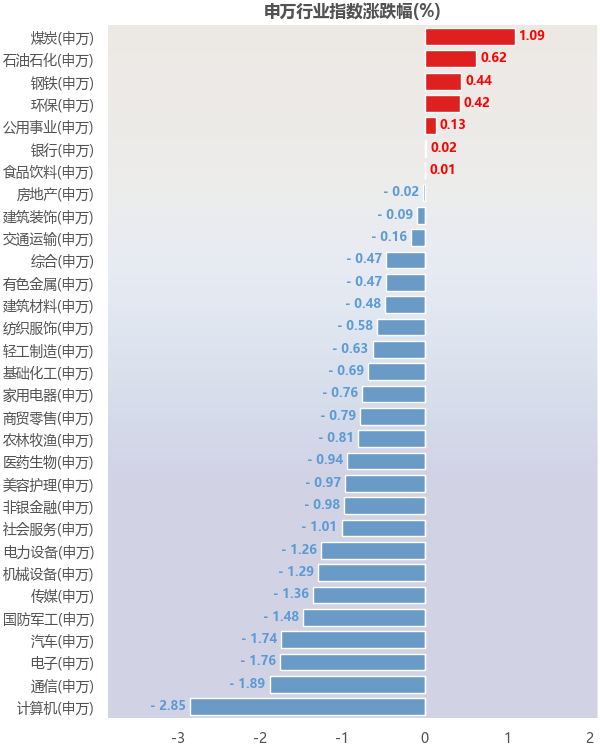 申万行业指数涨跌幅(%)
煤炭(申万) 1.09
石油石化(申万) 0.62
钢铁(申万) 0.44
环保(申万) 0.42
公用事业(申万) 0.13
银行(申万) 0.02
食品饮料(申万) 0.01
房地产(申万) - 0.02
建筑装饰(申万) - 0.09
交通运输(申万) - 0.16
综合(申万) - 0.47
有色金属(申万) - 0.47
建筑材料(申万) - 0.48
纺织服饰(申万) - 0.58
轻工制造(申万) - 0.63
基础化工(申万) - 0.69
家用电器(申万) - 0.76
商贸零售(申万) - 0.79
农林牧渔(申万) - 0.81
医药生物(申万) - 0.94
美容护理(申万) - 0.97
非银金融(申万) - 0.98
社会服务(申万) - 1.01
电力设备(申万) - 1.26
机械设备(申万) - 1.29
传媒(申万) - 1.36
国防军工(申万) - 1.48
汽车(申万) - 1.74
电子(申万) - 1.76
通信(申万) - 1.89
计算机(申万) - 2.85
-3 -2 -1 0 1 2